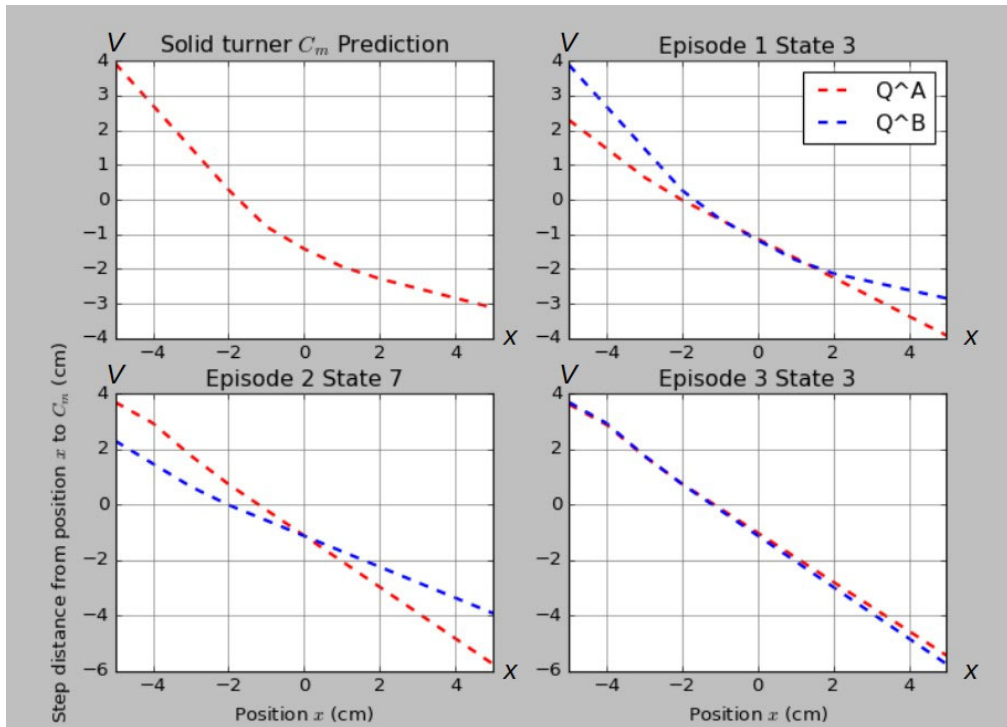 V
Solid turner Cm Prediction
4
3
2
1
0
−1
−2
−3
−4
−4
−2
0
2
4
x
V
Episode 1 State 3
Q^A
Q^B
4
3
2
1
0
−1
−2
−3
−4
−4
−2
0
2
4
x
Step distance from position x to Cm (cm)
V
Episode 2 State 7
4
2
0
−2
−4
−6
−4
−2
0
2
4
x
Position x (cm)
V
Episode 3 State 3
4
2
0
−2
−4
−6
−4
−2
0
2
4
x
Position x (cm)